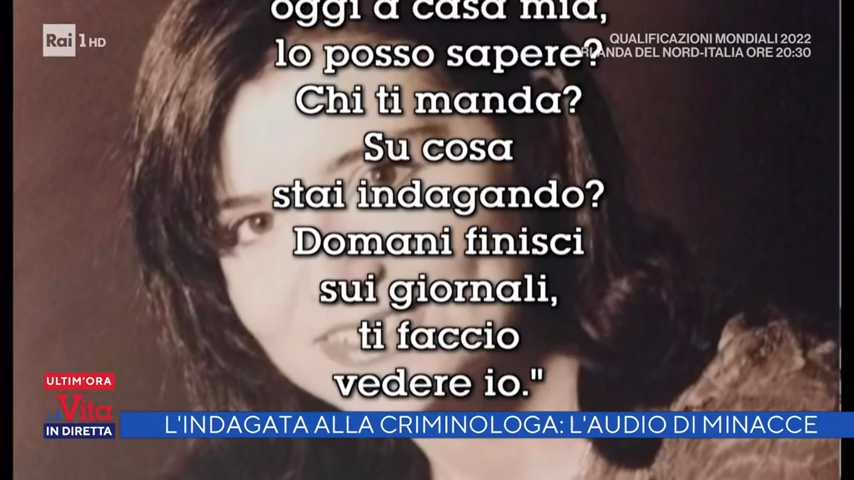 oggi a casa mia,
lo posso sapere?
Chi ti manda?
Su cosa
stai indagando?
Domani finisci
sui giornali,
ti faccio
vedere io."
Rai 1 HD
QUALIFICAZIONI MONDIALI 2022
IRLANDA DEL NORD-ITALIA ORE 20:30
ULTIM'ORA
La Vita
IN DIRETTA
L'INDAGATA ALLA CRIMINOLOGA: L'AUDIO DI MINACCE